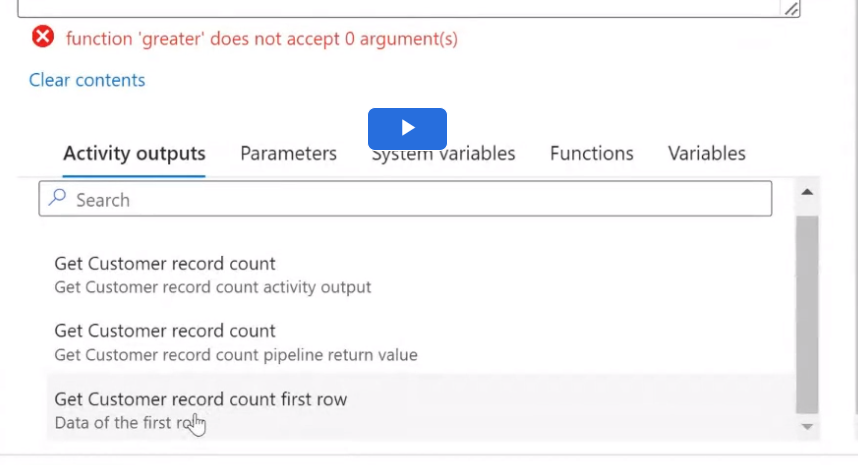 function 'greater' does not accept 0 argument(s)
Clear contents
Activity outputs Parameters System variables Functions Variables
Search
Get Customer record count
Get Customer record count activity output
Get Customer record count
Get Customer record count pipeline return value
Get Customer record count first row
Data of the first row